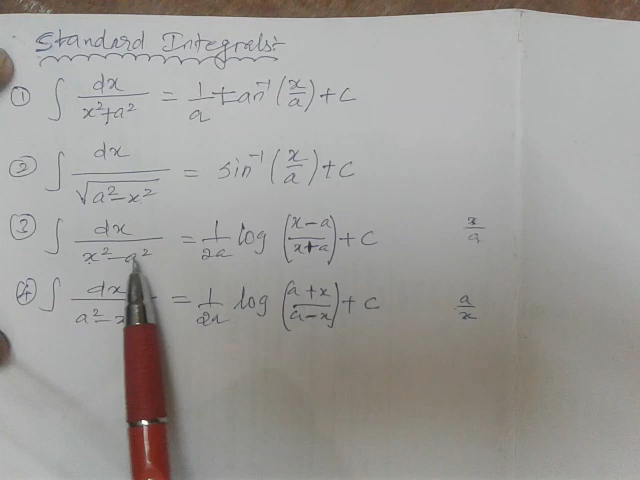 Standard Integrals:-
① ∫ dx/(x²+a²) = 1/a tan⁻¹(x/a)+c
② ∫ dx/√(a²-x²) = sin⁻¹(x/a)+c
③ ∫ dx/(x²-a²) = 1/2a log((x-a)/(x+a))+c x/a
④ ∫ dx/(a²-x = 1/2a log((a+x)/(a-x))+c a/x